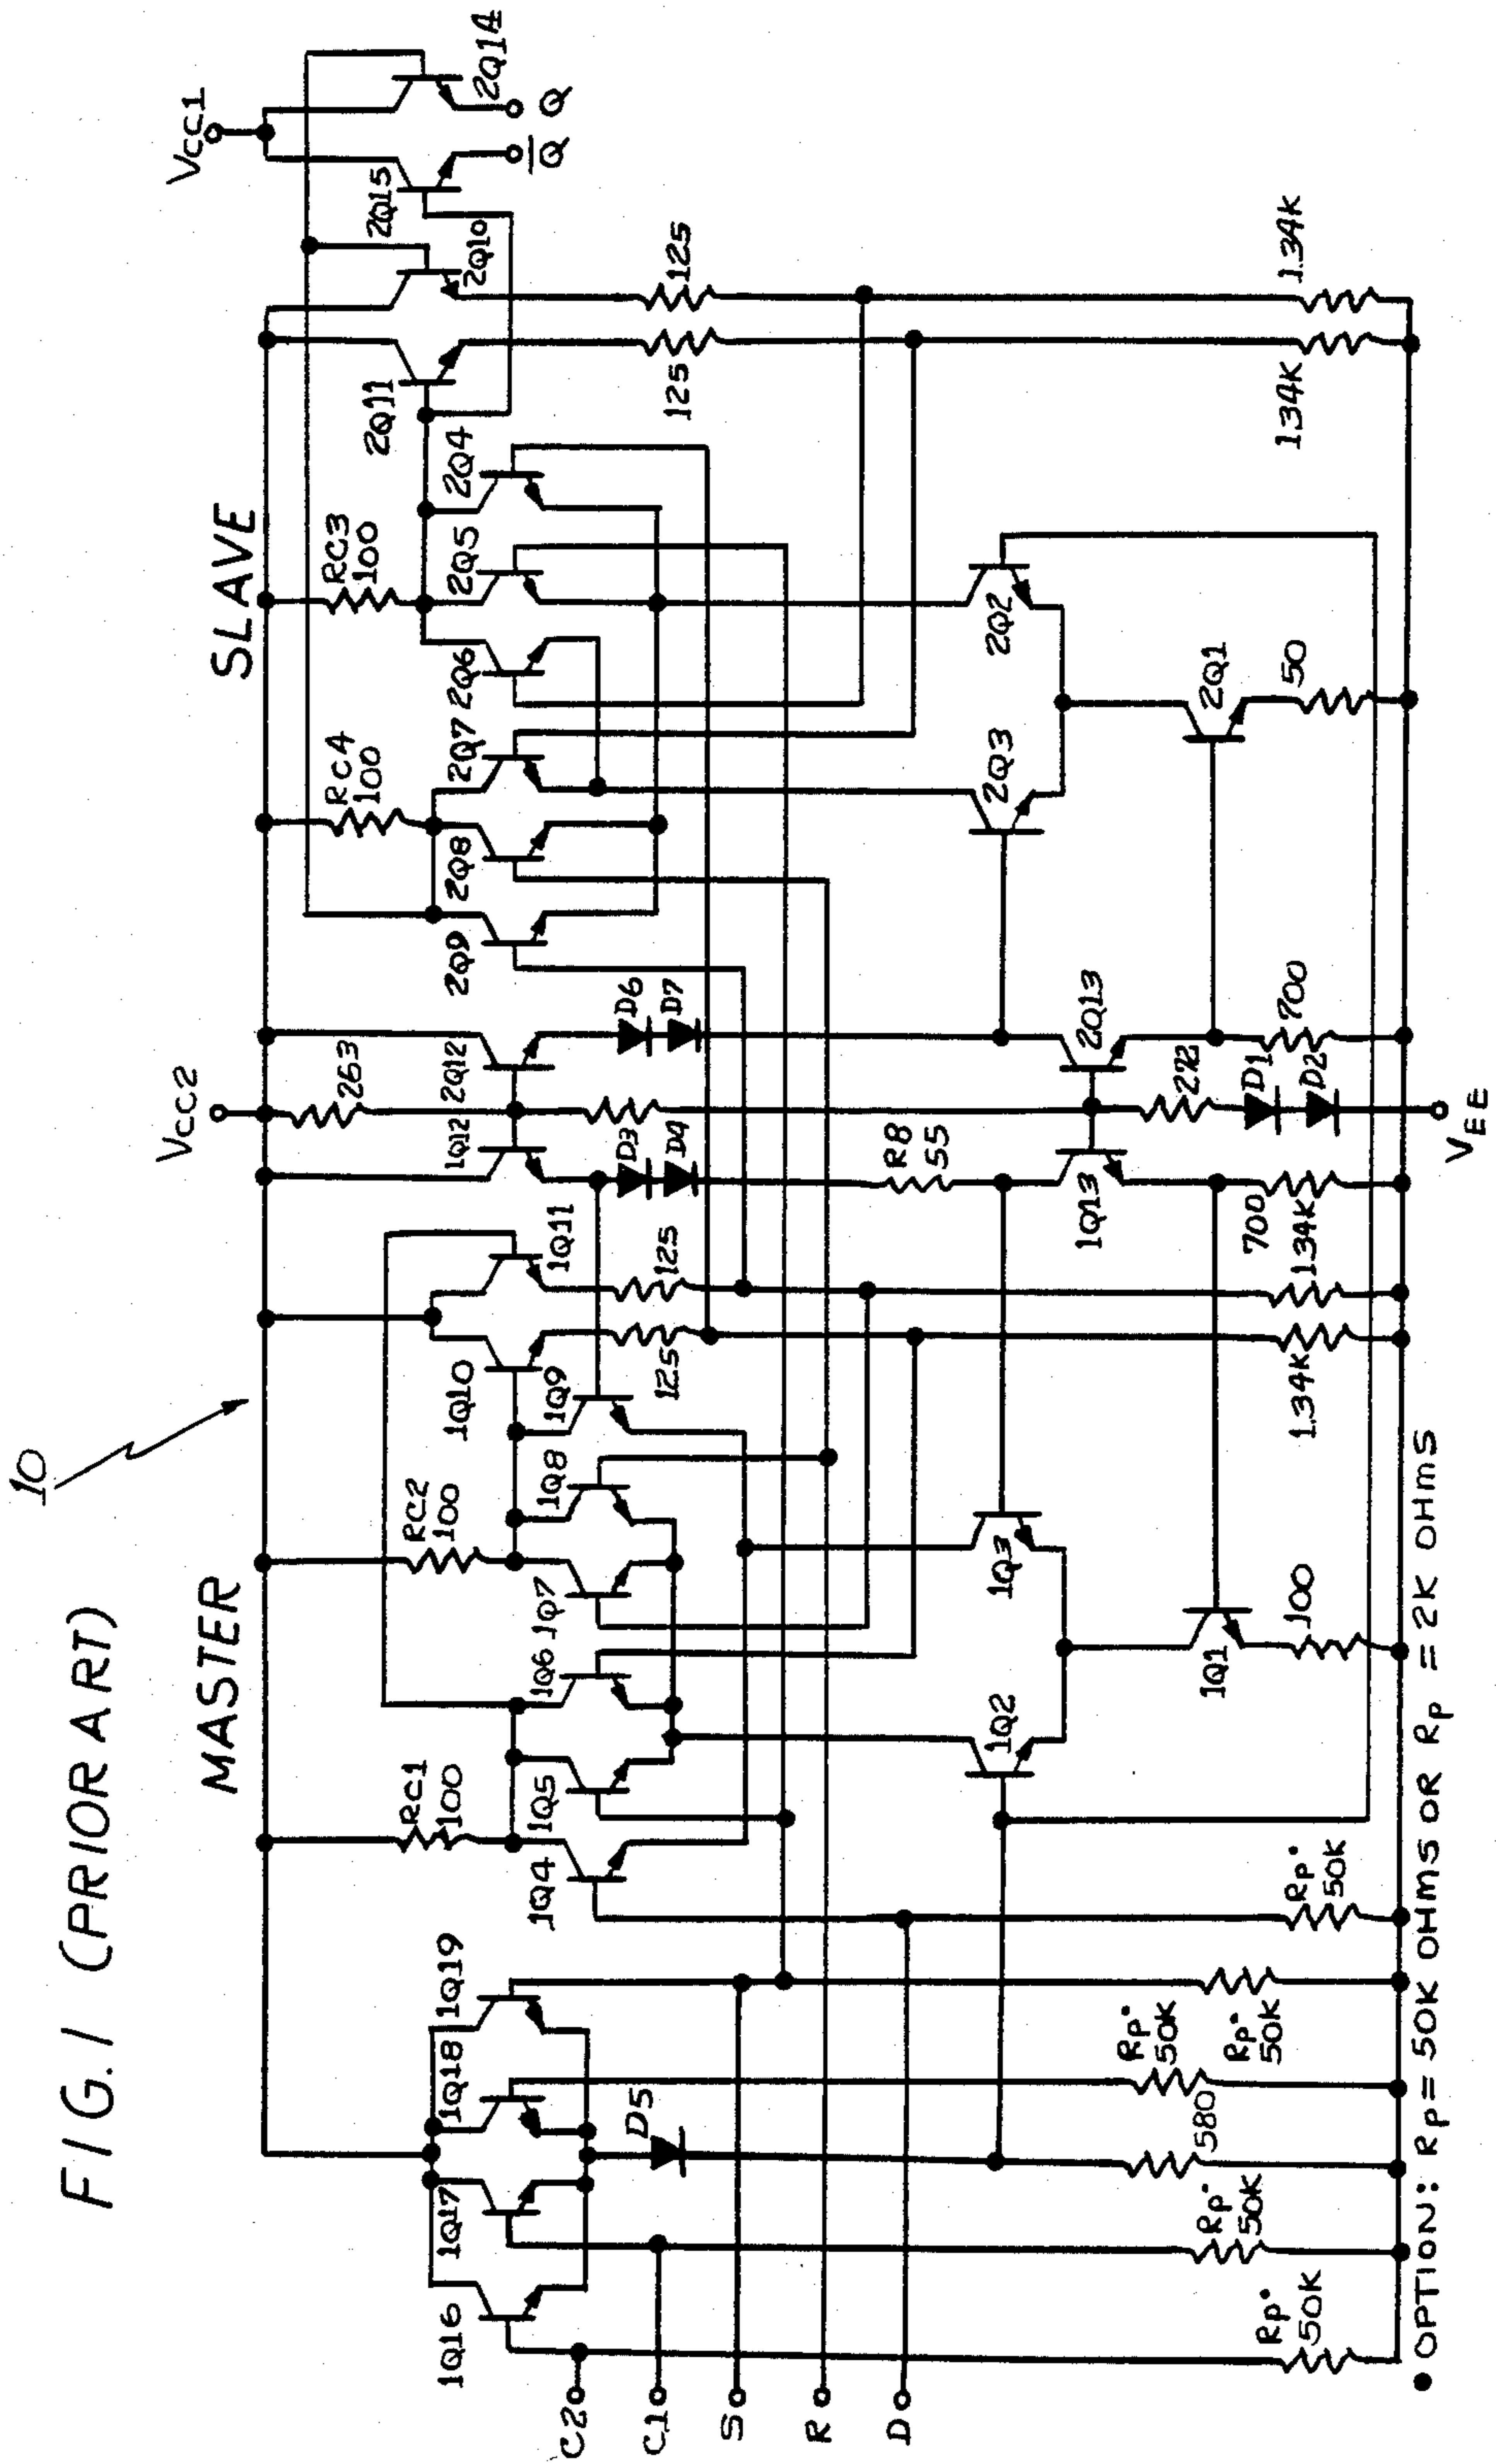 FIG. 1 (PRIOR ART)
10
MASTER
SLAVE
VCC2
VCC1
RC1
100
RC2
100
263
RC4
100
RC3
100
1Q16
1Q17
1Q18
1Q19
1Q4
1Q5
1Q6
1Q7
1Q8
1Q9
1Q10
1Q11
1Q12
2Q12
2Q9
2Q8
2Q7
2Q6
2Q5
2Q4
2Q11
2Q10
2Q15
2Q14
Q̅
Q
D5
125
125
D3
D4
D6
D7
125
125
C2
C1
S
R
D
R8
55
1Q2
1Q3
1Q13
2Q13
2Q3
2Q2
1Q1
2Q1
RP•
50K
RP•
50K
580
RP•
50K
RP•
50K
RP•
50K
100
1.34K
1.34K
700
272
D1
D2
700
50
1.34K
1.34K
VEE
• OPTION: RP = 50K OHMS OR RP = 2K OHMS